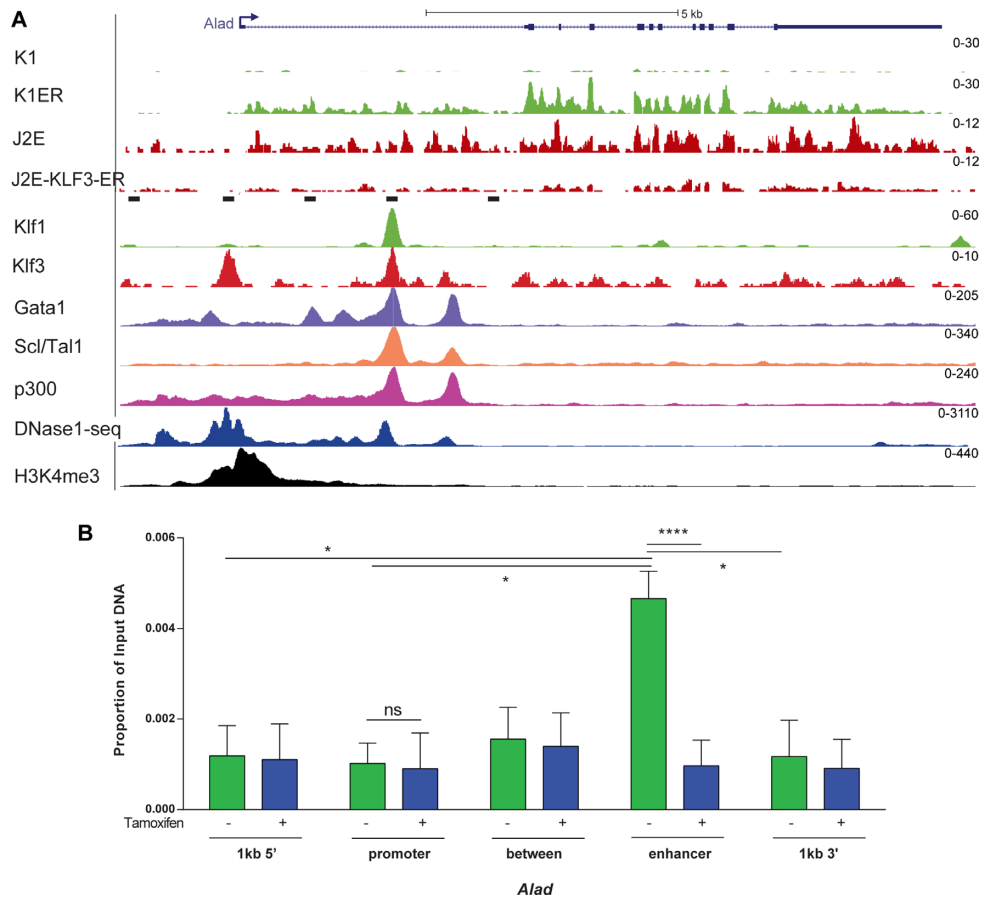 A
Alad
5 kb
K1
0-30
K1ER
0-30
J2E
0-12
J2E-KLF3-ER
0-12
Klf1
0-60
Klf3
0-10
Gata1
0-205
Scl/Tal1
0-340
p300
0-240
DNase1-seq
0-3110
H3K4me3
0-440
B
Proportion of Input DNA
0.006
0.004
0.002
0.000
*
*
ns
****
*
Tamoxifen - + - + - + - + - +
1kb 5' promoter between enhancer 1kb 3'
Alad